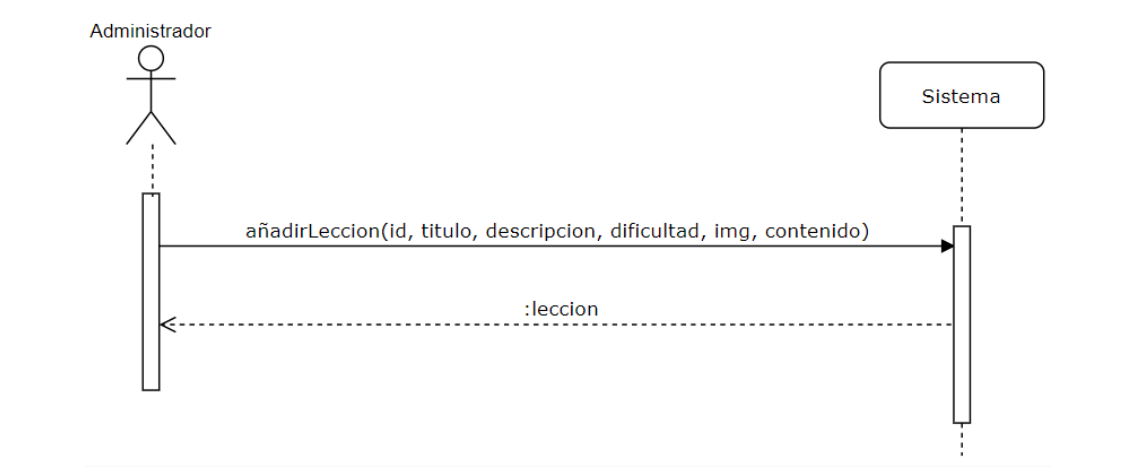 Administrador
Sistema
añadirLeccion(id, titulo, descripcion, dificultad, img, contenido)
:leccion